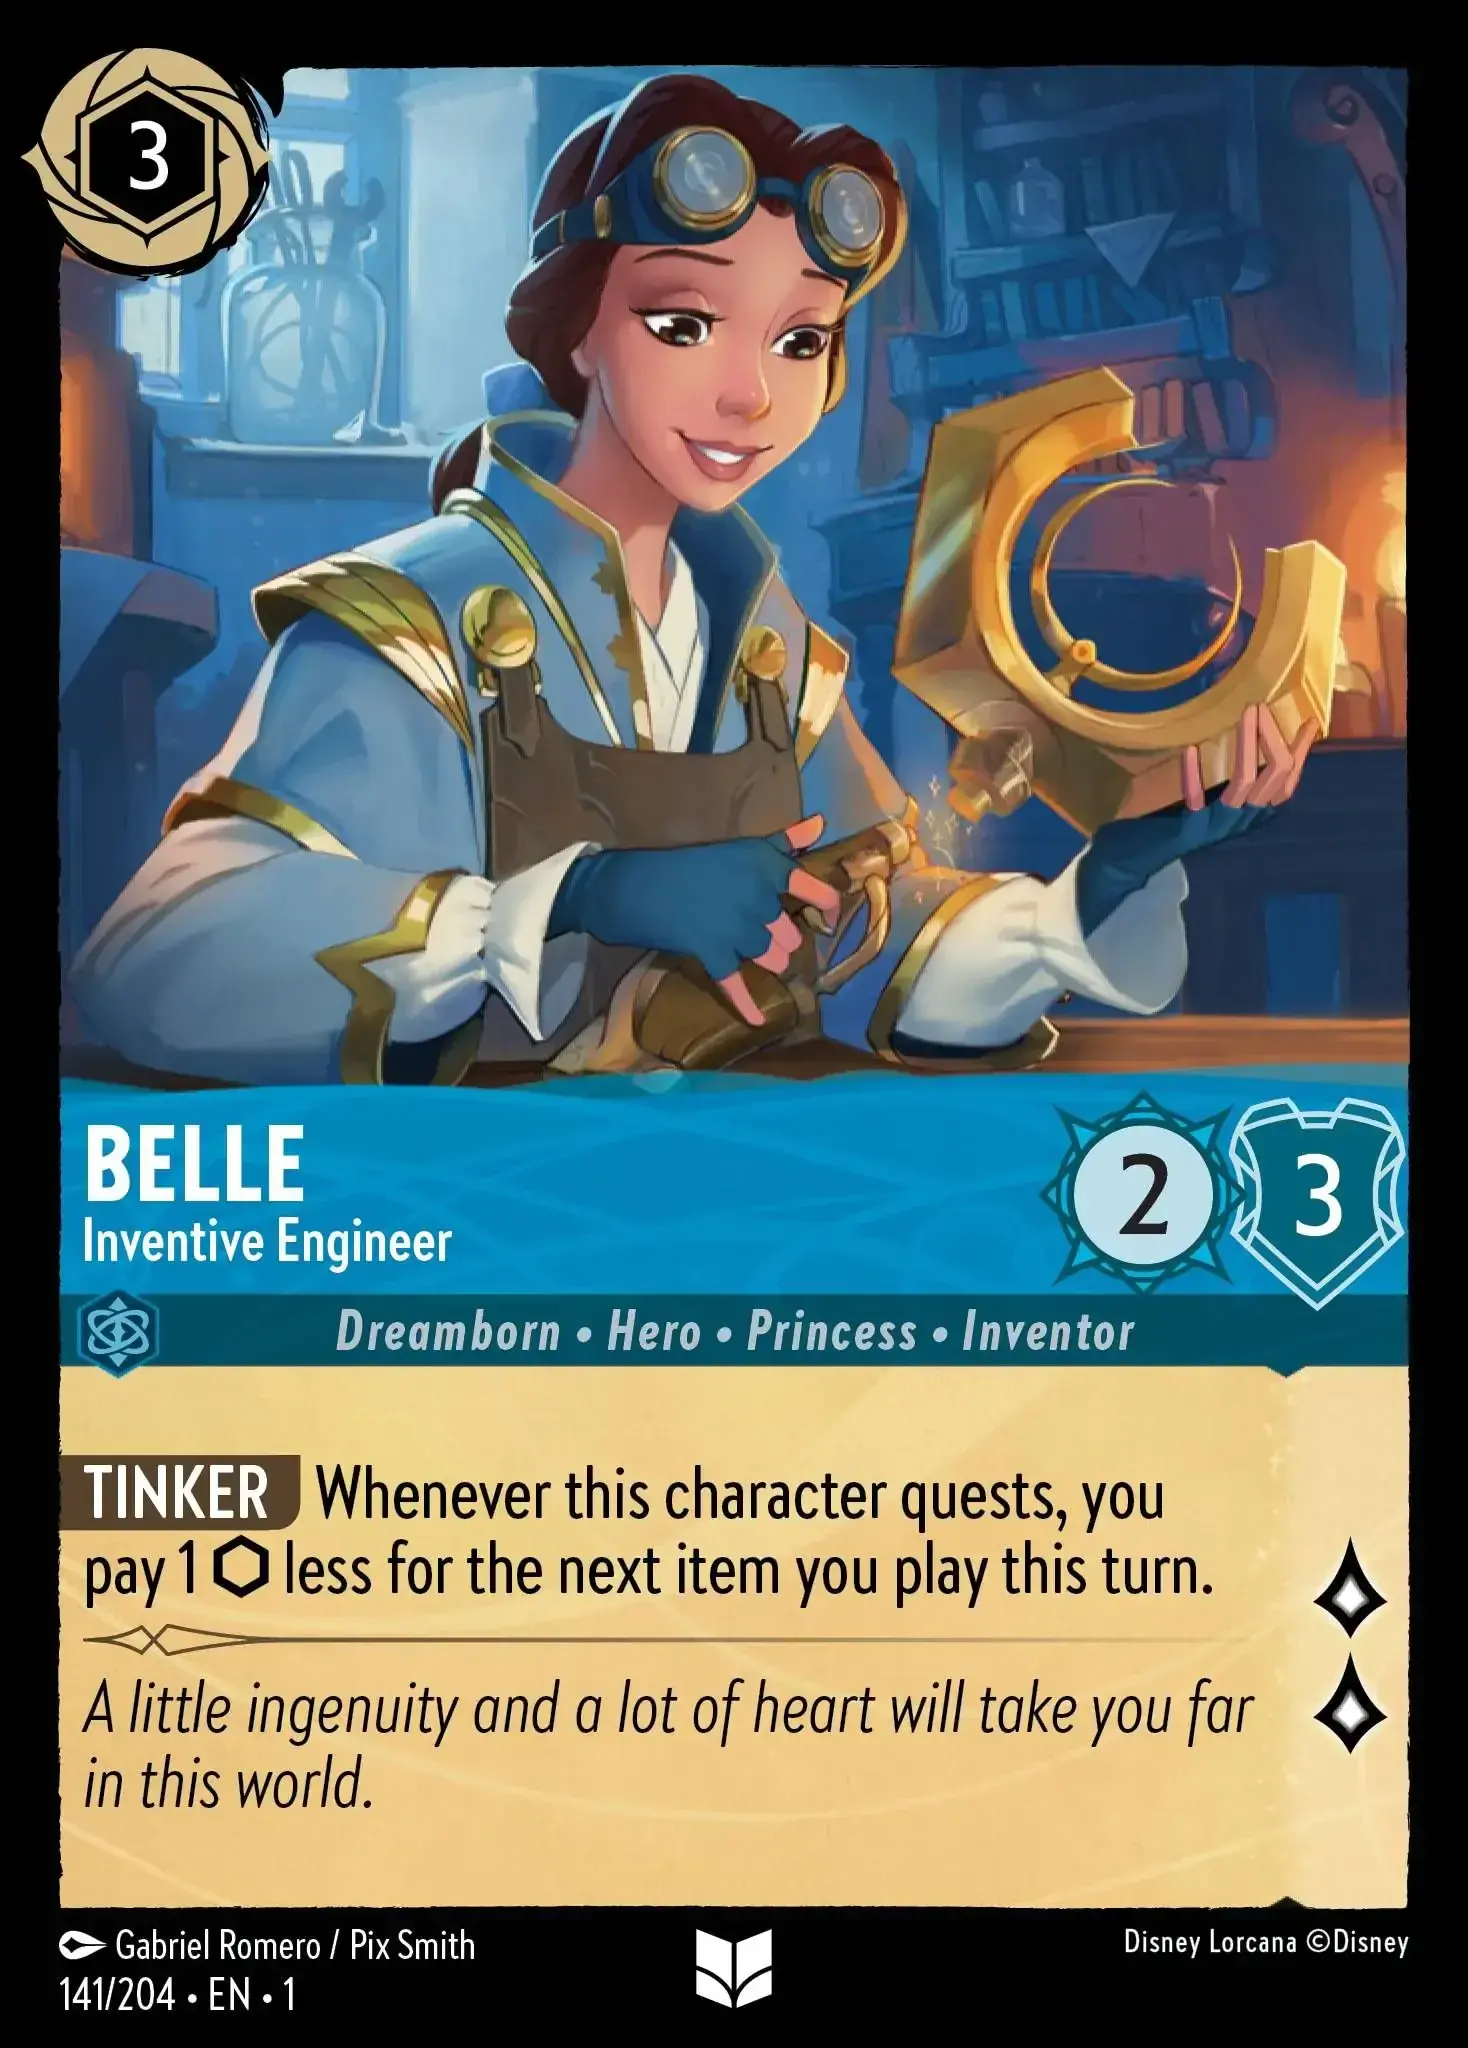 3
BELLE
Inventive Engineer
2
3
Dreamborn • Hero • Princess • Inventor
TINKER Whenever this character quests, you
pay 1 ⬡ less for the next item you play this turn.
A little ingenuity and a lot of heart will take you far
in this world.
Gabriel Romero / Pix Smith
141/204 • EN • 1
Disney Lorcana ©Disney